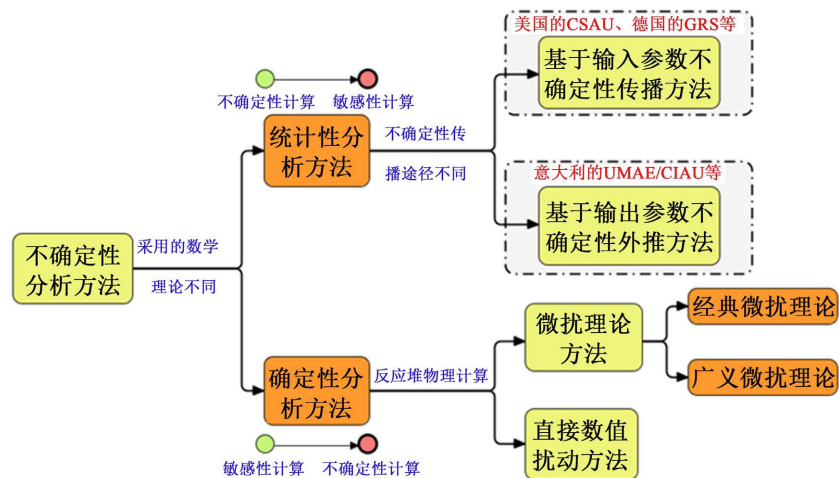 美国的CSAU、德国的GRS等
基于输入参数不
确定性传播方法
不确定性计算
敏感性计算
统计性分
析方法
不确定性传
播途径不同
意大利的UMAE/CIAU等
基于输出参数不
确定性外推方法
不确定性
分析方法
采用的数学
理论不同
确定性分
析方法
反应堆物理计算
敏感性计算
不确定性计算
微扰理论
方法
经典微扰理论
广义微扰理论
直接数值
扰动方法